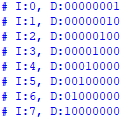 # I:0, D:00000001
# I:1, D:00000010
# I:2, D:00000100
# I:3, D:00001000
# I:4, D:00010000
# I:5, D:00100000
# I:6, D:01000000
# I:7, D:10000000